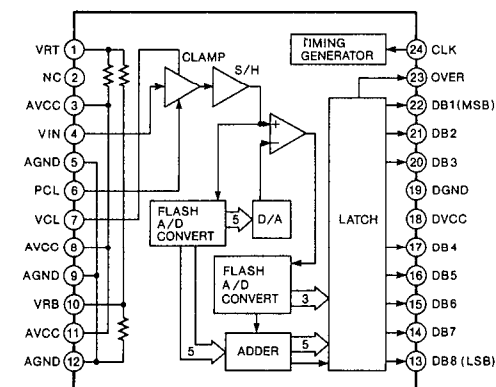 VRT 1
NC 2
AVCC 3
VIN 4
AGND 5
PCL 6
VCL 7
AVCC 8
AGND 9
VRB 10
AVCC 11
AGND 12
CLAMP
S/H
+
−
TIMING
GENERATOR
FLASH
A/D
CONVERT
5
D/A
FLASH
A/D
CONVERT
3
5
ADDER
5
LATCH
24 CLK
23 OVER
22 DB1(MSB)
21 DB2
20 DB3
19 DGND
18 DVCC
17 DB4
16 DB5
15 DB6
14 DB7
13 DB8 (LSB)